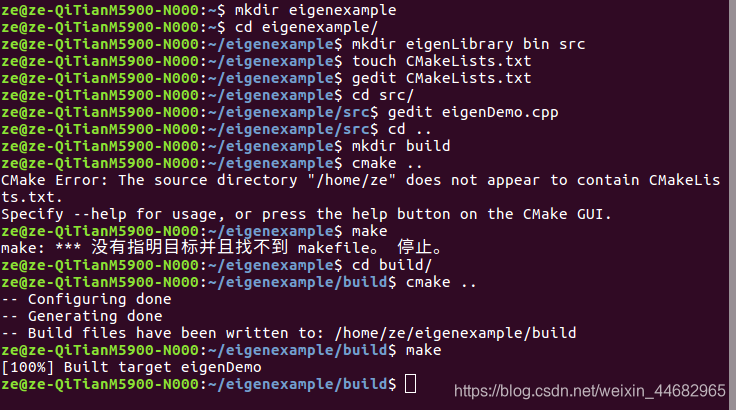 ze@ze-QiTianM5900-N000:~$ mkdir eigenexample
ze@ze-QiTianM5900-N000:~$ cd eigenexample/
ze@ze-QiTianM5900-N000:~/eigenexample$ mkdir eigenLibrary bin src
ze@ze-QiTianM5900-N000:~/eigenexample$ touch CMakeLists.txt
ze@ze-QiTianM5900-N000:~/eigenexample$ gedit CMakeLists.txt
ze@ze-QiTianM5900-N000:~/eigenexample$ cd src/
ze@ze-QiTianM5900-N000:~/eigenexample/src$ gedit eigenDemo.cpp
ze@ze-QiTianM5900-N000:~/eigenexample/src$ cd ..
ze@ze-QiTianM5900-N000:~/eigenexample$ mkdir build
ze@ze-QiTianM5900-N000:~/eigenexample$ cmake ..
CMake Error: The source directory "/home/ze" does not appear to contain CMakeLis
ts.txt.
Specify --help for usage, or press the help button on the CMake GUI.
ze@ze-QiTianM5900-N000:~/eigenexample$ make
make: *** 没有指明目标并且找不到 makefile。 停止。
ze@ze-QiTianM5900-N000:~/eigenexample$ cd build/
ze@ze-QiTianM5900-N000:~/eigenexample/build$ cmake ..
-- Configuring done
-- Generating done
-- Build files have been written to: /home/ze/eigenexample/build
ze@ze-QiTianM5900-N000:~/eigenexample/build$ make
[100%] Built target eigenDemo
ze@ze-QiTianM5900-N000:~/eigenexample/build$
https://blog.csdn.net/weixin_44682965